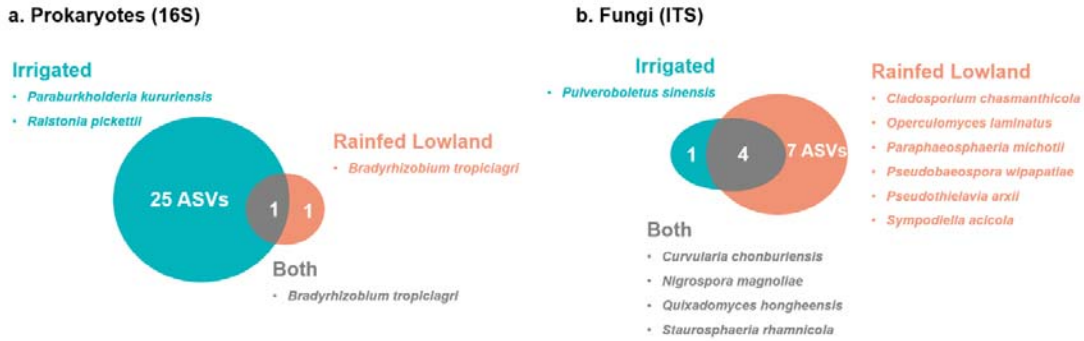 a. Prokaryotes (16S)
Irrigated
• Paraburkholderia kururiensis
• Ralstonia pickettii
25 ASVs
1
1
Rainfed Lowland
• Bradyrhizobium tropiciagri
Both
• Bradyrhizobium tropiciagri
b. Fungi (ITS)
Irrigated
• Pulveroboletus sinensis
1
4
7 ASVs
Rainfed Lowland
• Cladosporium chasmanthicola
• Operculomyces laminatus
• Paraphaeosphaeria michotii
• Pseudobaeospora wipapatiae
• Pseudothielavia arxii
• Sympodiella acicola
Both
• Curvularia chonburiensis
• Nigrospora magnoliae
• Quixadomyces hongheensis
• Staurosphaeria rhamnicola